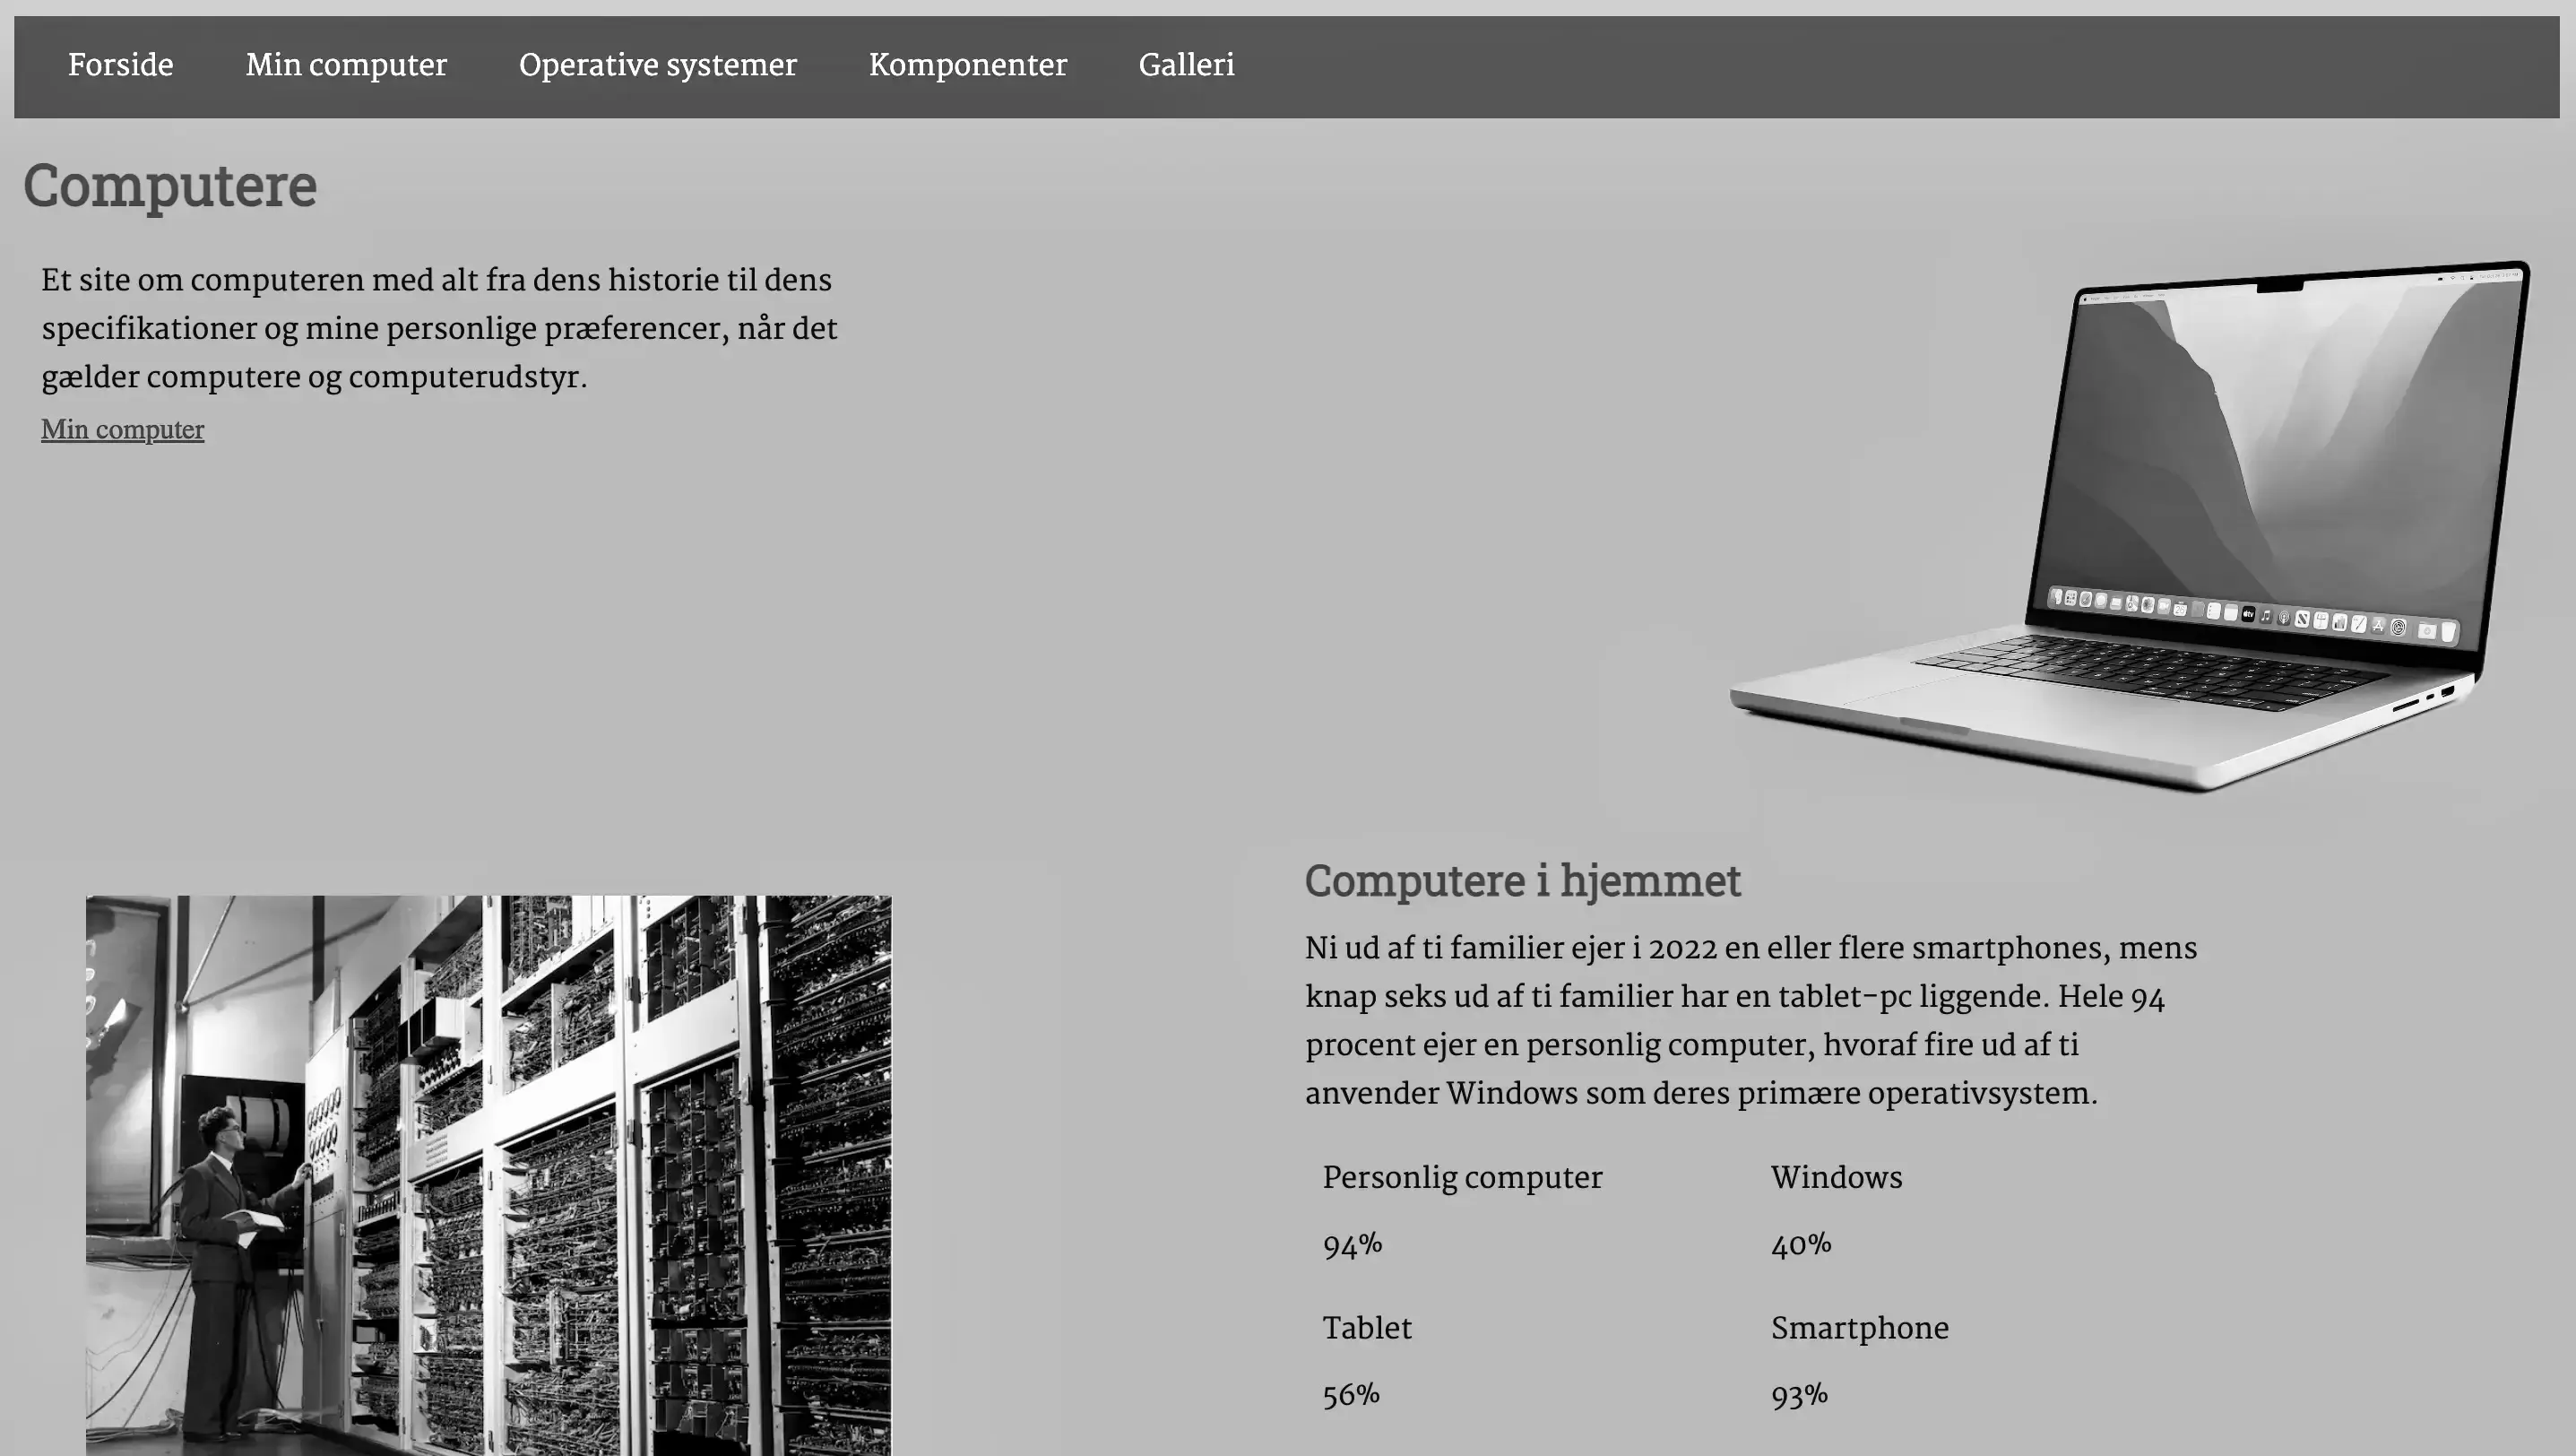 Forside
Min computer
Operative systemer
Komponenter
Galleri
Computere
Et site om computeren med alt fra dens historie til dens
specifikationer og mine personlige præferencer, når det
gælder computere og computerudstyr.
Min computer
Computere i hjemmet
Ni ud af ti familier ejer i 2022 en eller flere smartphones, mens
knap seks ud af ti familier har en tablet-pc liggende. Hele 94
procent ejer en personlig computer, hvoraf fire ud af ti
anvender Windows som deres primære operativsystem.
Personlig computer
94%
Windows
40%
Tablet
56%
Smartphone
93%